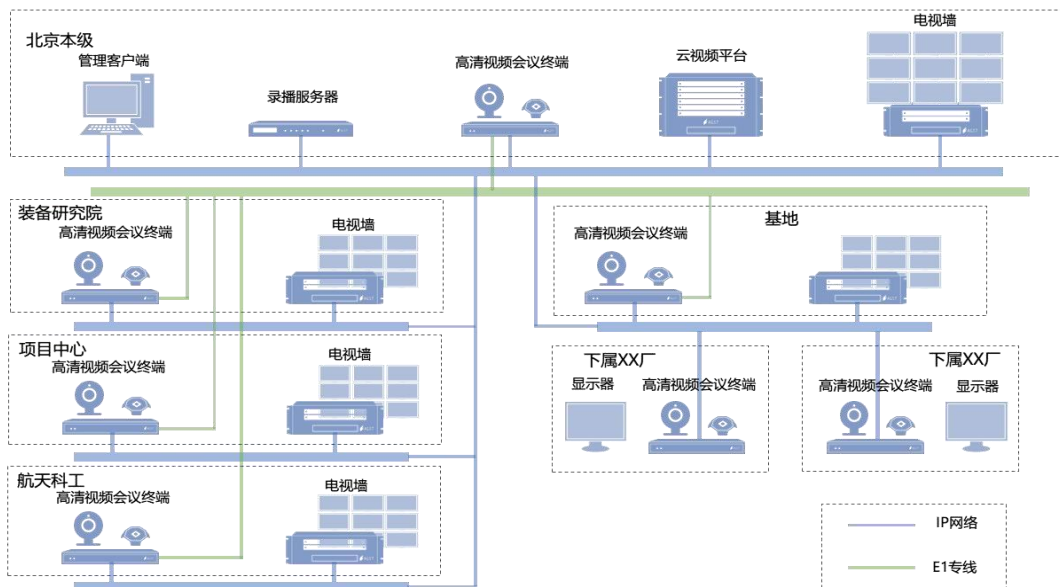 北京本级
管理客户端
录播服务器
高清视频会议终端
云视频平台
电视墙
装备研究院
高清视频会议终端
电视墙
基地
高清视频会议终端
项目中心
高清视频会议终端
电视墙
下属XX厂
显示器
高清视频会议终端
下属XX厂
高清视频会议终端
显示器
航天科工
高清视频会议终端
电视墙
IP网络
E1专线